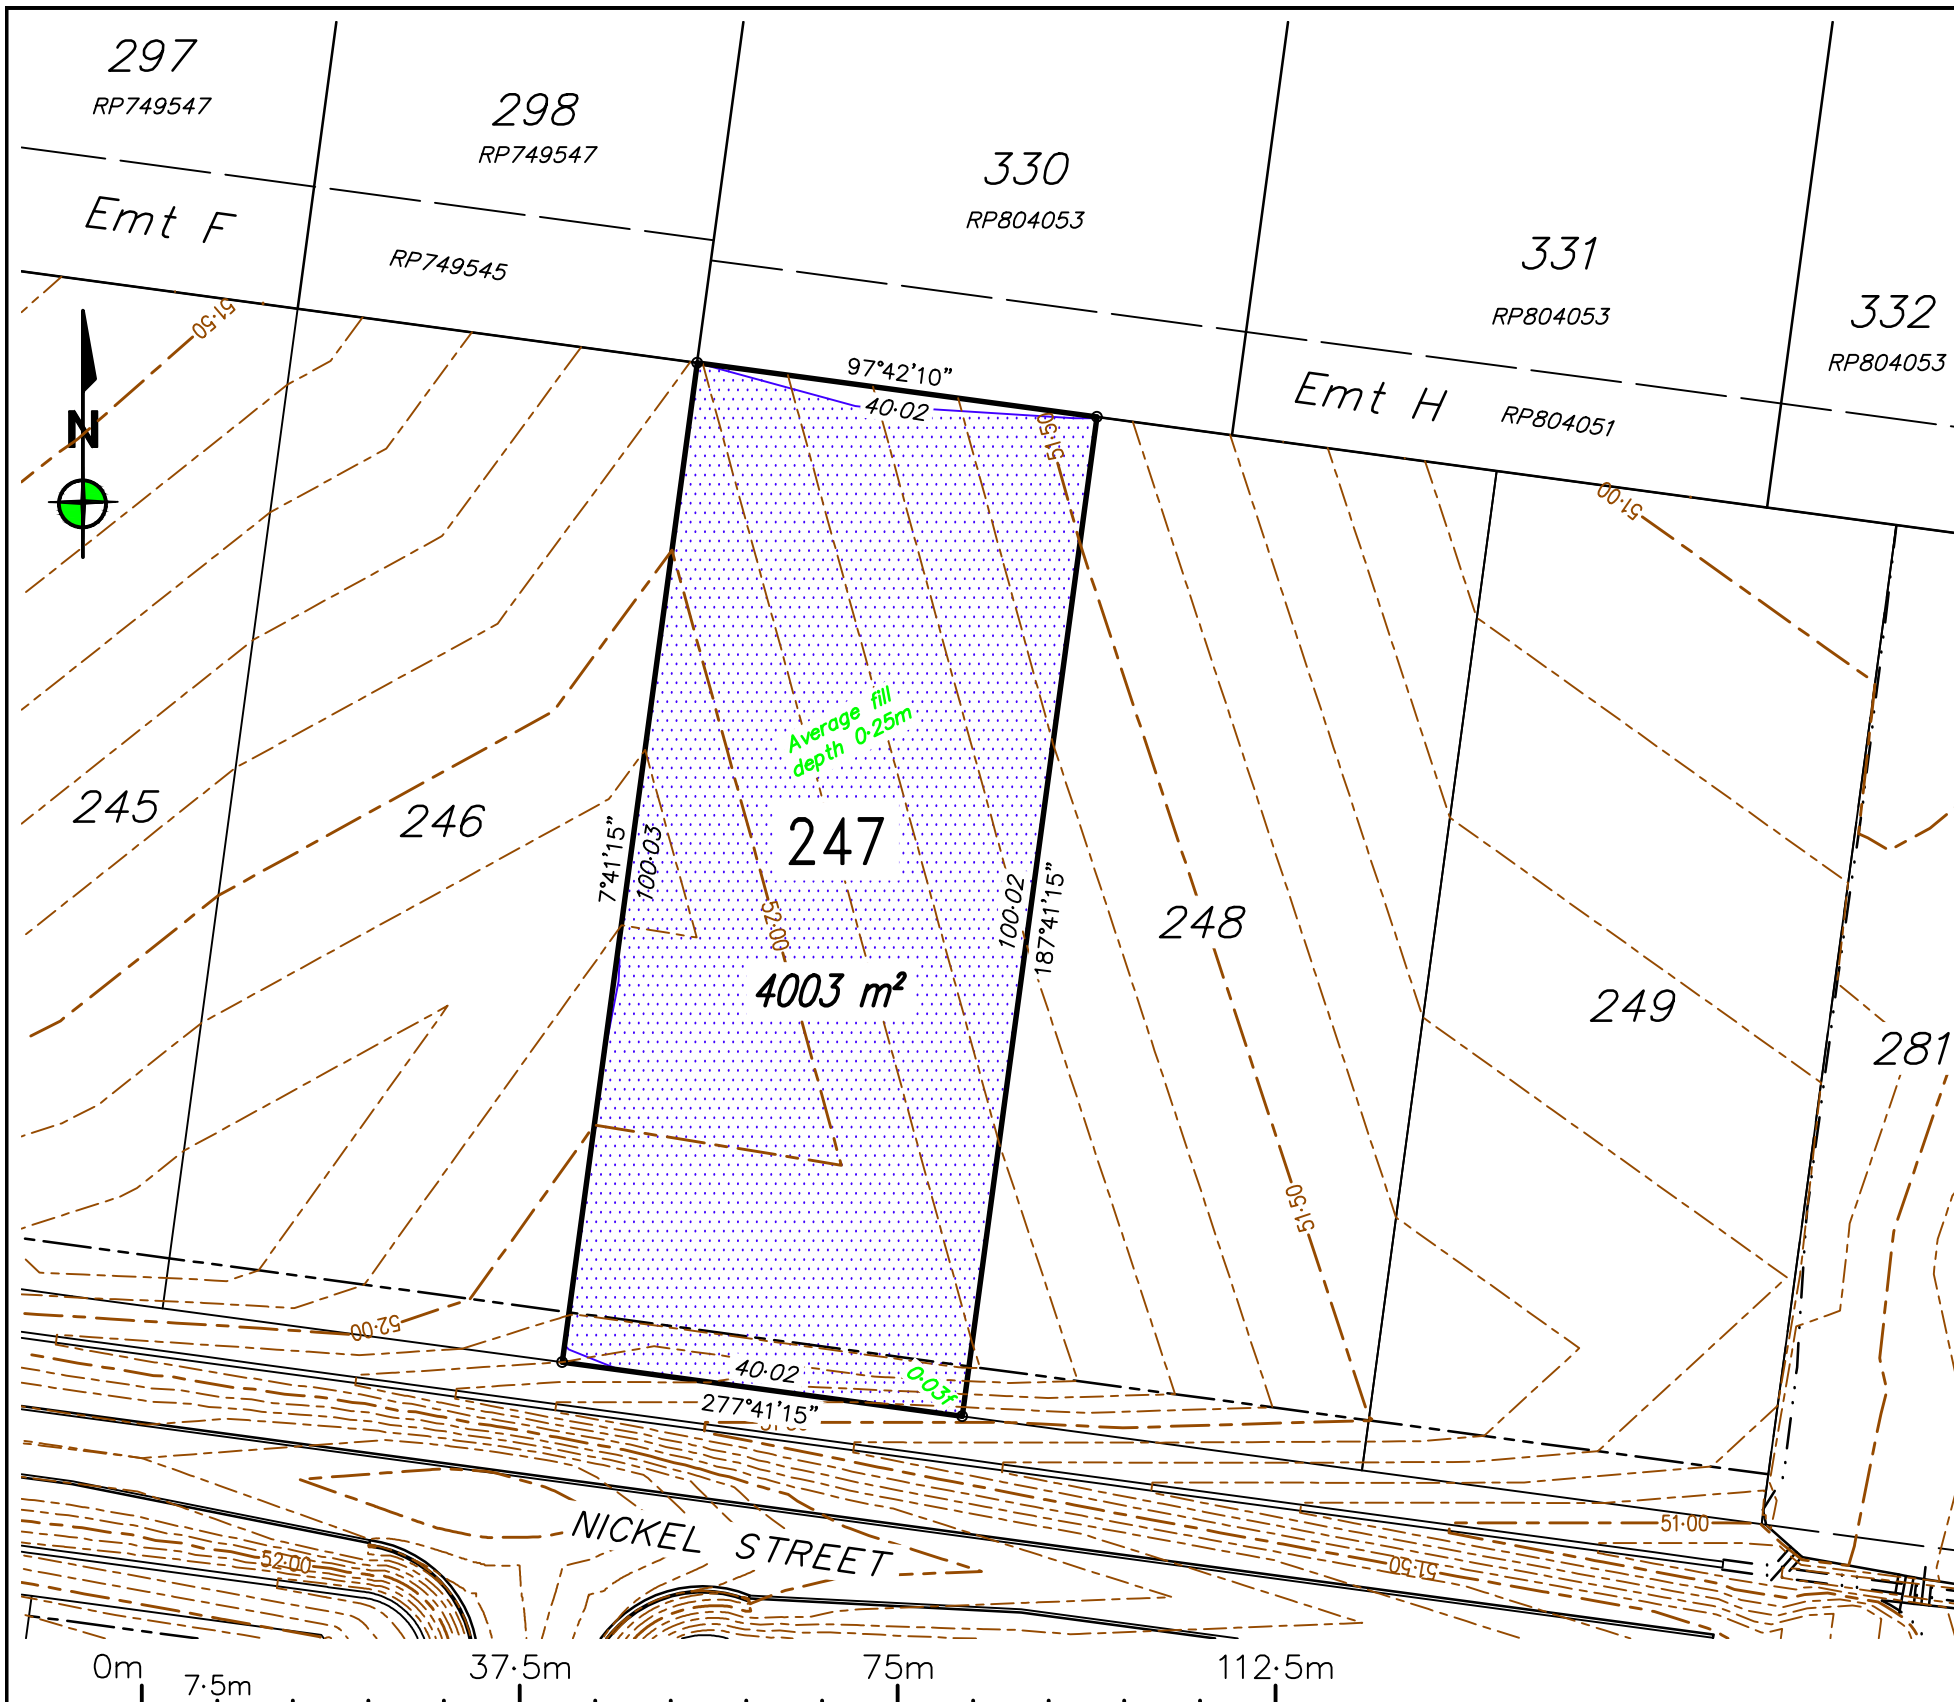 297
RP749547
298
RP749547
330
RP804053
331
RP804053
332
RP804053
Emt F
RP749545
Emt H
RP804051
N
51·50
97°42'10"
40·02
51·50
51·00
Average fill
depth 0·25m
245
246
247
248
249
281
7°41'15"
100·03
100·02
187°41'15"
52·00
4003 m²
51·50
52·00
40·02
0·03f
277°41'15"
NICKEL STREET
52·00
51·00
51·50
0m
7·5m
37·5m
75m
112·5m